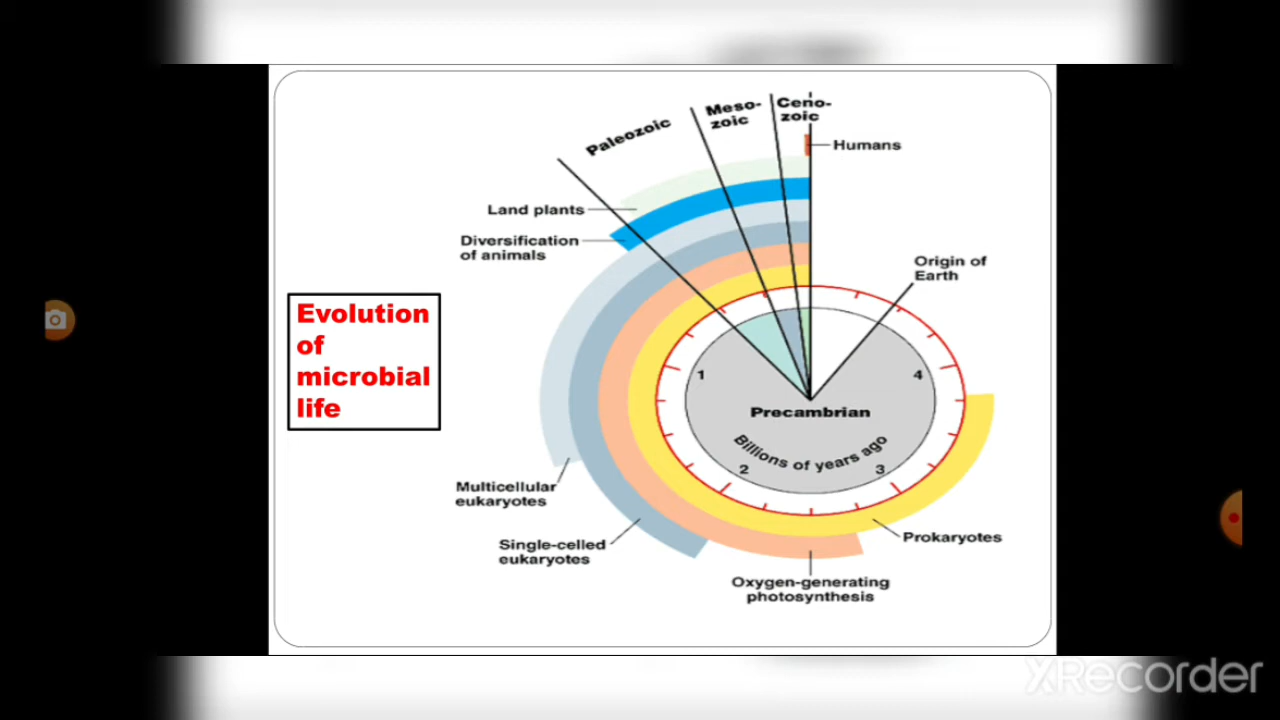 Paleozoic
Meso-
zoic
Ceno-
zoic
Humans
Land plants
Diversification
of animals
Origin of
Earth
Evolution
of
microbial
life
1
4
Precambrian
Billions of years ago
2
3
Multicellular
eukaryotes
Single-celled
eukaryotes
Prokaryotes
Oxygen-generating
photosynthesis
XRecorder